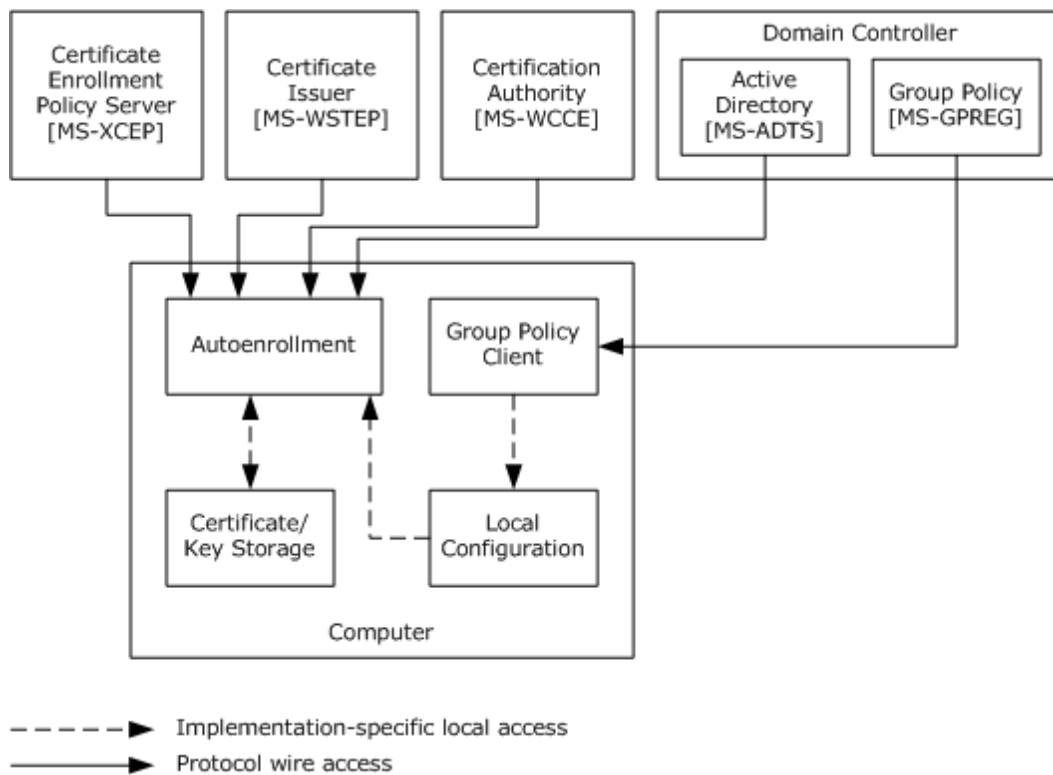 Certificate
Enrollment
Policy Server
[MS-XCEP]
Certificate
Issuer
[MS-WSTEP]
Certification
Authority
[MS-WCCE]
Domain Controller
Active
Directory
[MS-ADTS]
Group Policy
[MS-GPREG]
Autoenrollment
Group Policy
Client
Certificate/
Key Storage
Local
Configuration
Computer
Implementation-specific local access
Protocol wire access